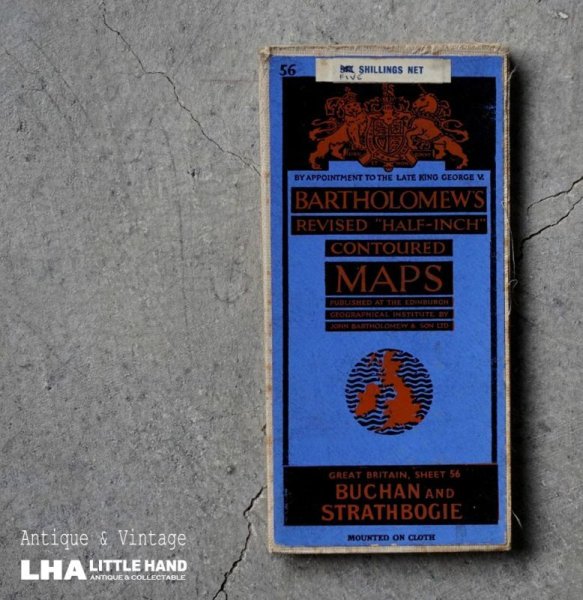 56
SHILLINGS NET
FIVE
BY APPOINTMENT TO THE LATE KING GEORGE V.
BARTHOLOMEW'S
REVISED "HALF-INCH"
CONTOURED
MAPS
PUBLISHED AT THE EDINBURGH
GEOGRAPHICAL INSTITUTE BY
JOHN BARTHOLOMEW & SON LTD
GREAT BRITAIN, SHEET 56
BUCHAN AND
STRATHBOGIE
MOUNTED ON CLOTH
Antique & Vintage
LHA LITTLE HAND
ANTIQUE & COLLECTABLE